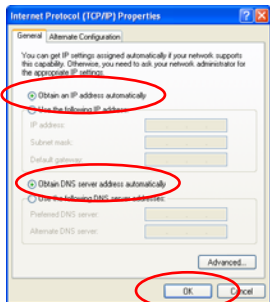 Internet Protocol (TCP/IP) Properties
General
Alternate Configuration
You can get IP settings assigned automatically if your network supports
this capability. Otherwise, you need to ask your network administrator for
the appropriate IP settings.
Obtain an IP address automatically
Use the following IP address:
IP address:
Subnet mask:
Default gateway:
Obtain DNS server address automatically
Use the following DNS server addresses:
Preferred DNS server:
Alternate DNS server:
Advanced...
OK
Cancel